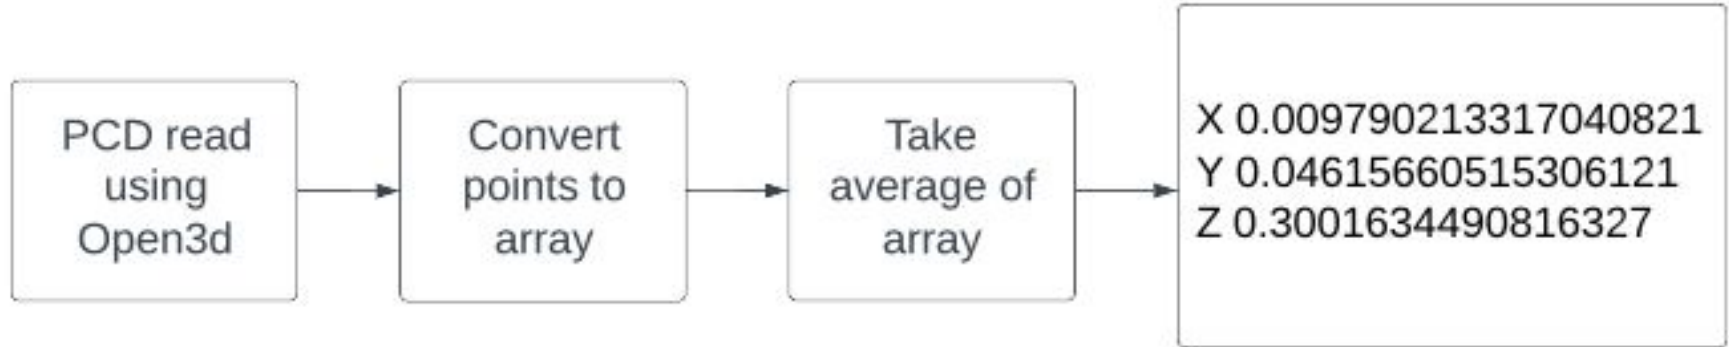 PCD read
using
Open3d
Convert
points to
array
Take
average of
array
X 0.009790213317040821
Y 0.04615660515306121
Z 0.3001634490816327